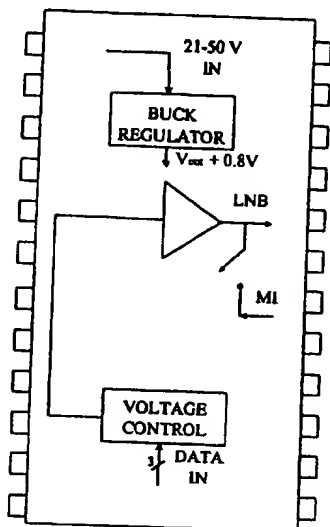 21-50 V
IN
BUCK
REGULATOR
Vout + 0.8V
LNB
MI
VOLTAGE
CONTROL
3 DATA
IN